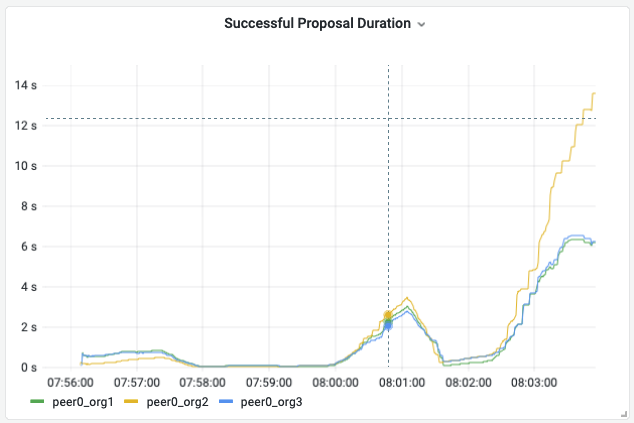 Successful Proposal Duration
14 s
12 s
10 s
8 s
6 s
4 s
2 s
0 s
07:56:00 07:57:00 07:58:00 07:59:00 08:00:00 08:01:00 08:02:00 08:03:00
peer0_org1 peer0_org2 peer0_org3